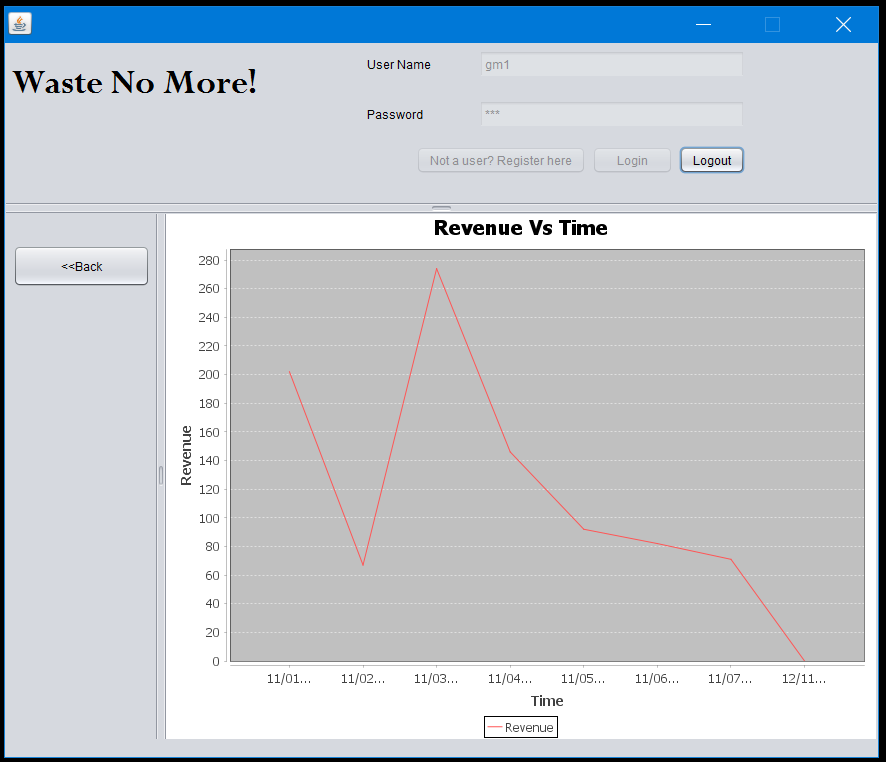 Waste No More!
User Name
gm1
Password
***
Not a user? Register here
Login
Logout
<<Back
Revenue Vs Time
280
260
240
220
200
180
160
140
120
100
80
60
40
20
0
Revenue
11/01... 11/02... 11/03... 11/04... 11/05... 11/06... 11/07... 12/11...
Time
Revenue